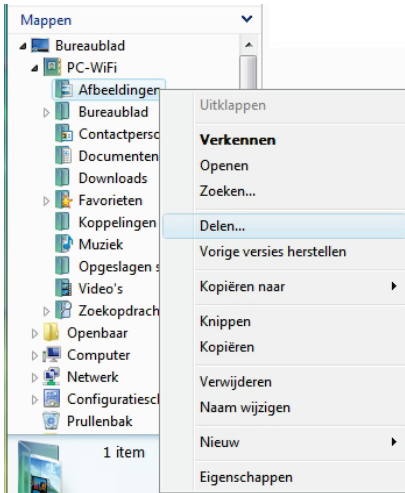 Mappen
Bureaublad
PC-WiFi
Afbeeldingen
Bureaublad
Contactperso
Documenten
Downloads
Favorieten
Koppelingen
Muziek
Opgeslagen s
Video's
Zoekopdrach
Openbaar
Computer
Netwerk
Configuratiescl
Prullenbak
1 item
Uitklappen
Verkennen
Openen
Zoeken...
Delen...
Vorige versies herstellen
Kopiëren naar
Knippen
Kopiëren
Verwijderen
Naam wijzigen
Nieuw
Eigenschappen